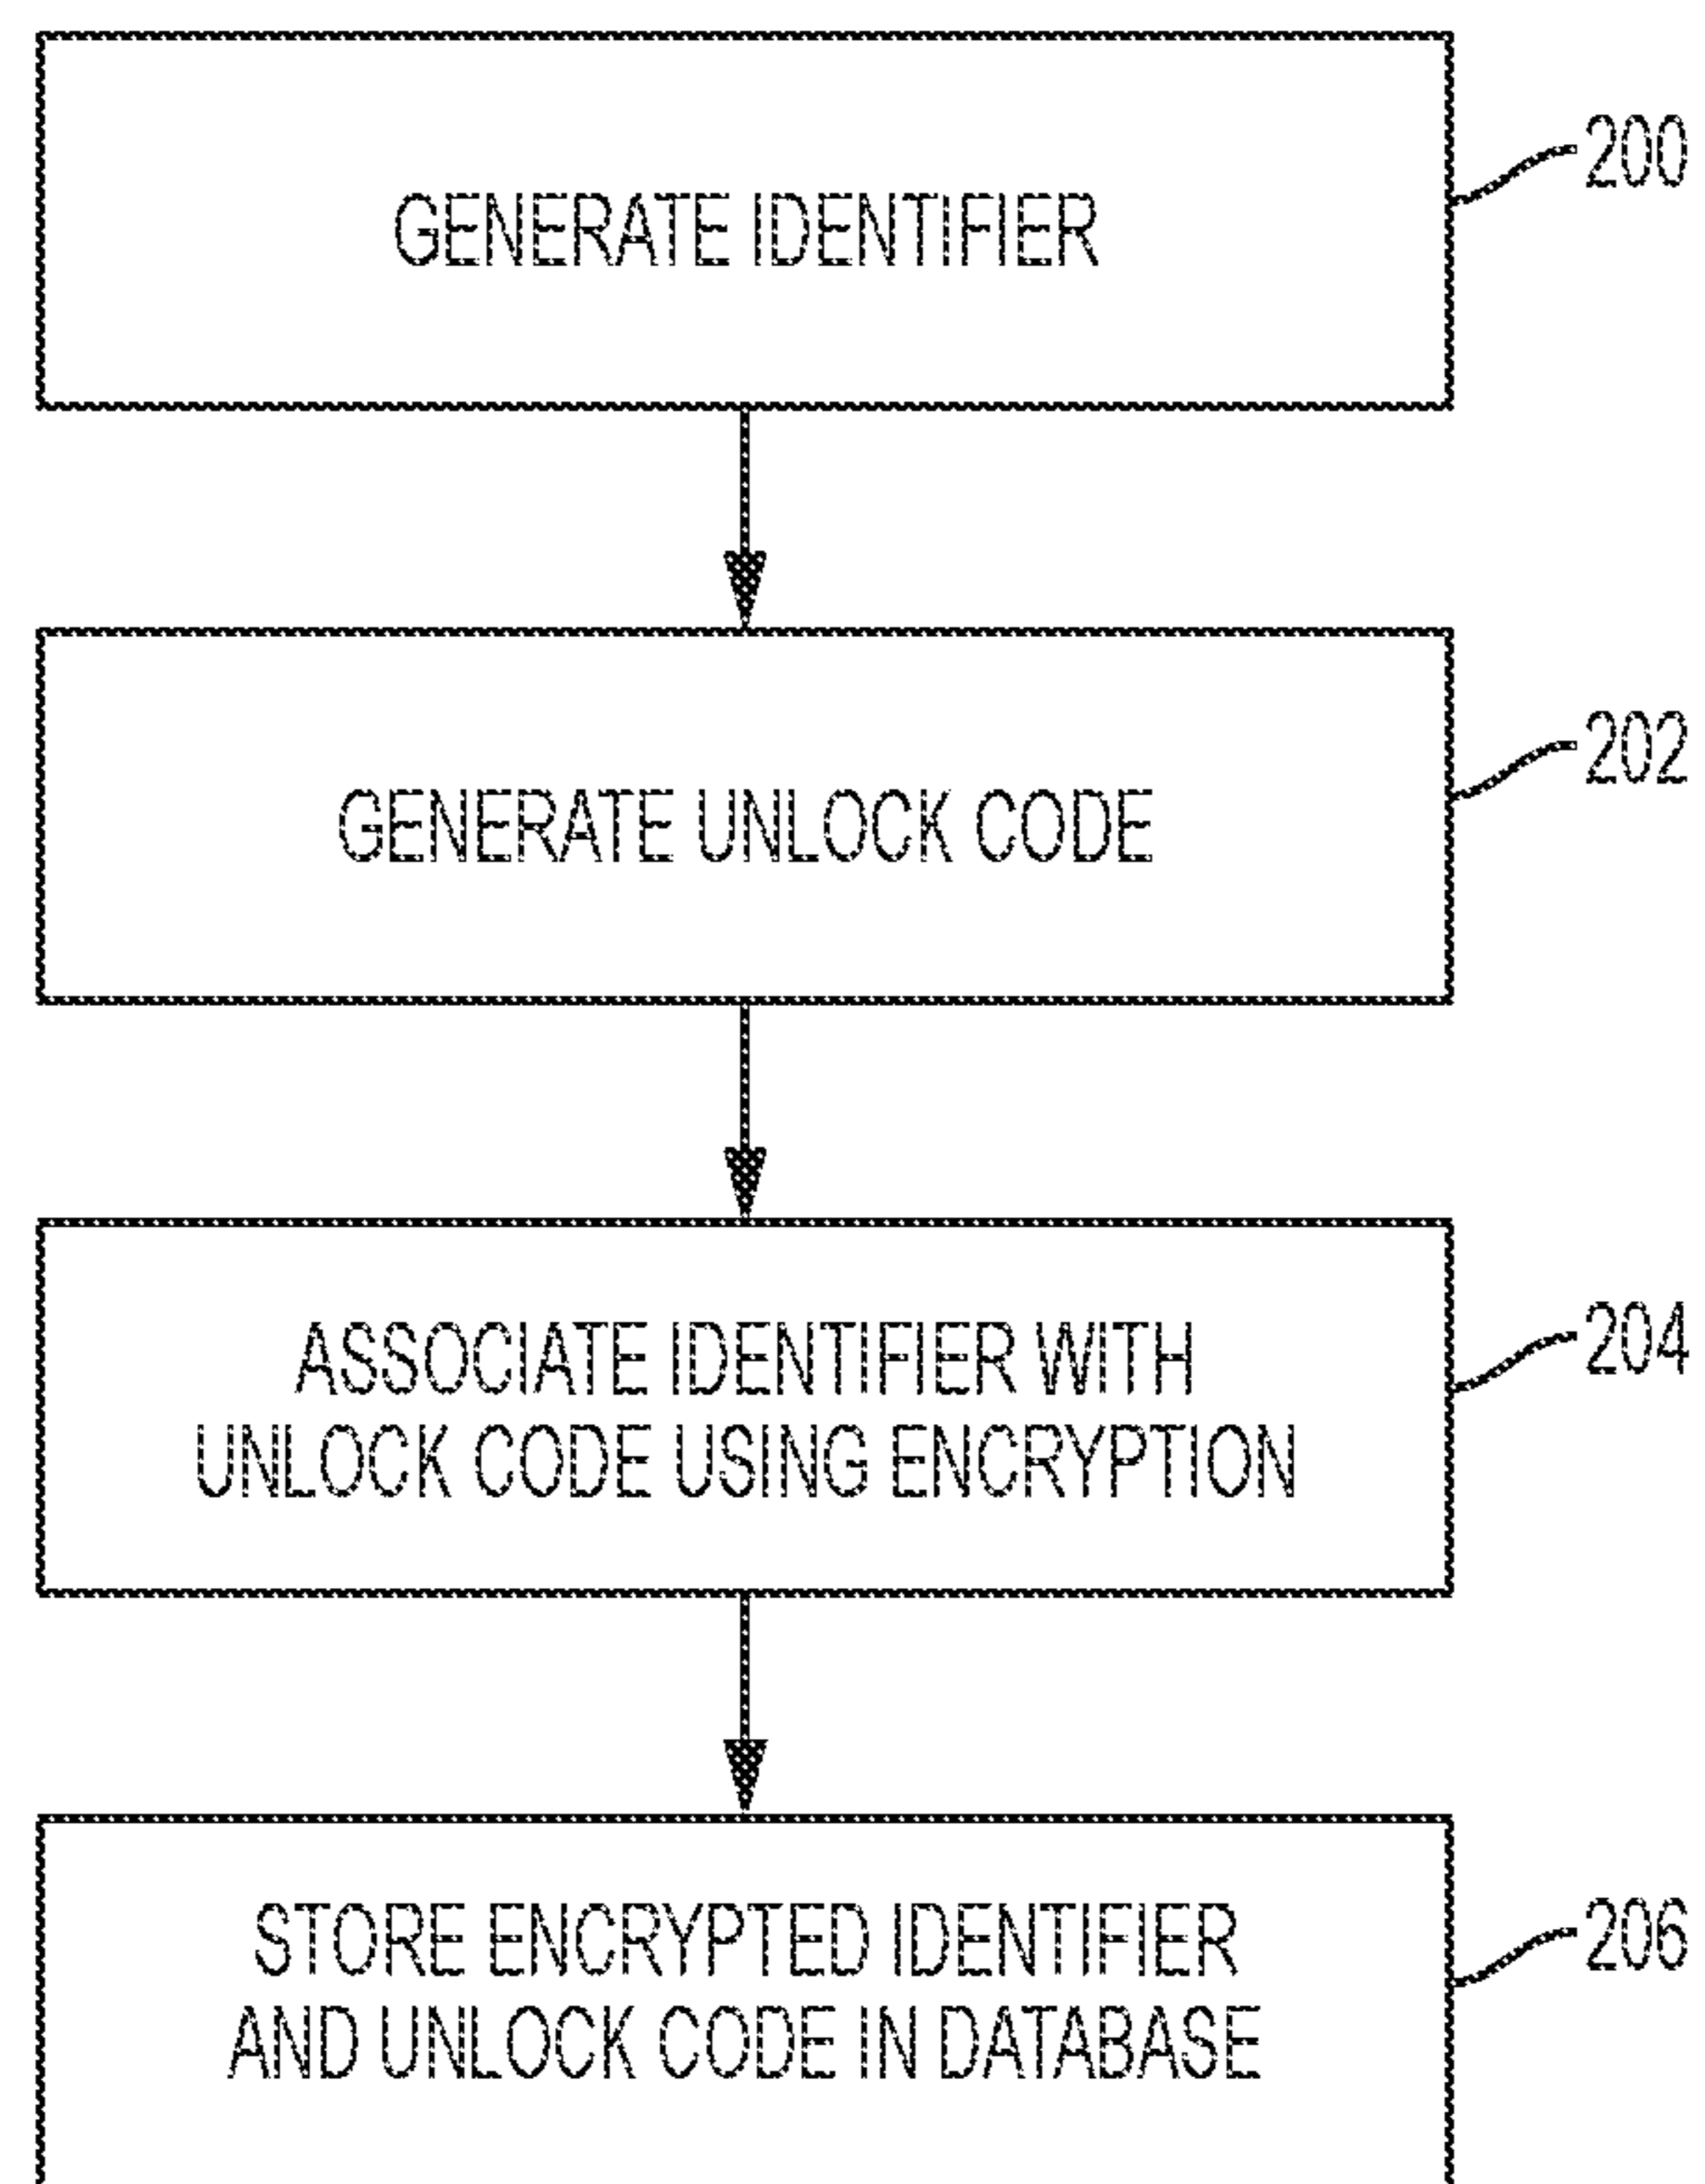 GENERATE IDENTIFIER
200
GENERATE UNLOCK CODE
202
ASSOCIATE IDENTIFIER WITH
UNLOCK CODE USING ENCRYPTION
204
STORE ENCRYPTED IDENTIFIER
AND UNLOCK CODE IN DATABASE
206